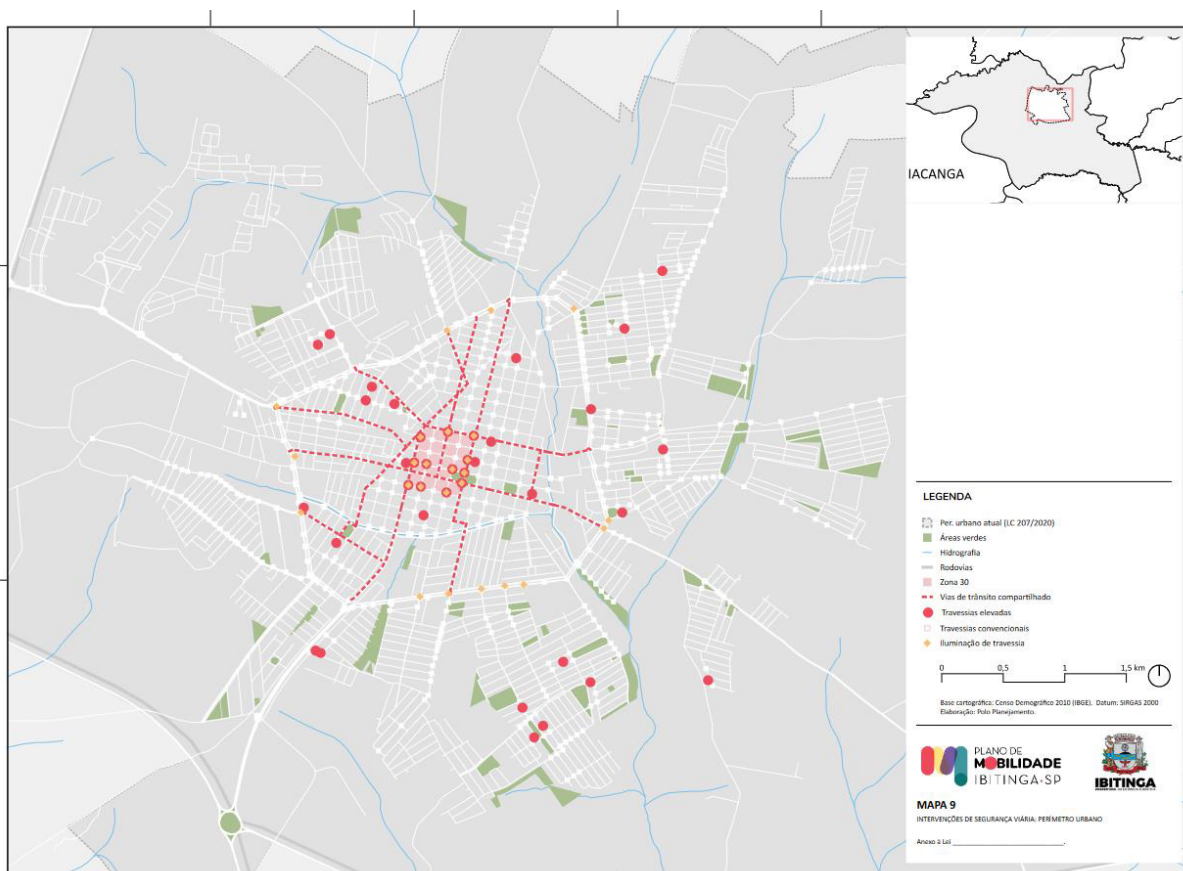 IACANGA
LEGENDA
Per. urbano atual (LC 207/2020)
Áreas verdes
Hidrografia
Rodovias
Zona 30
Vias de trânsito compartilhado
Travessias elevadas
Travessias convencionais
Iluminação de travessia
0 0,5 1 1,5 km
Base cartográfica: Censo Demográfico 2010 (IBGE). Datum: SIRGAS 2000
Elaboração: Polo Planejamento.
PLANO DE
MOBILIDADE
IBITINGA-SP
IBITINGA
MAPA 9
INTERVENÇÕES DE SEGURANÇA VIÁRIA: PERÍMETRO URBANO
Anexo à Lei ______________________________.